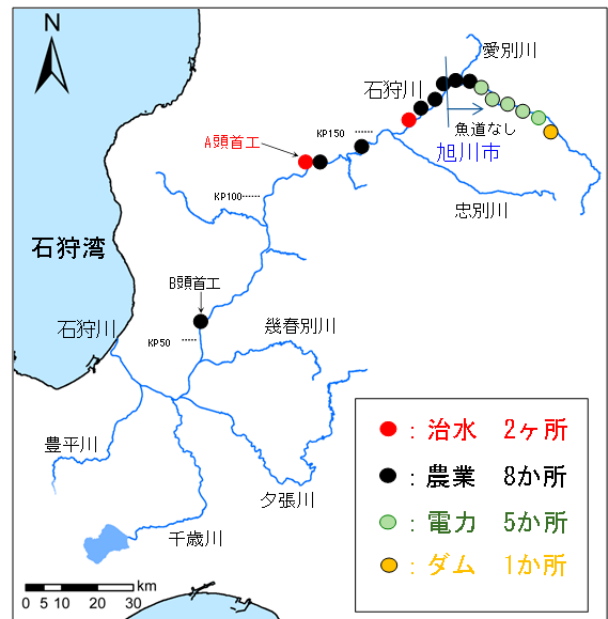 N
愛別川
石狩川
KP150
魚道なし
A頭首工
旭川市
KP100
忠別川
石狩湾
B頭首工
石狩川
幾春別川
KP50
豊平川
夕張川
千歳川
km
0 5 10 20 30
：治水 2ヶ所
：農業 8か所
：電力 5か所
：ダム 1か所